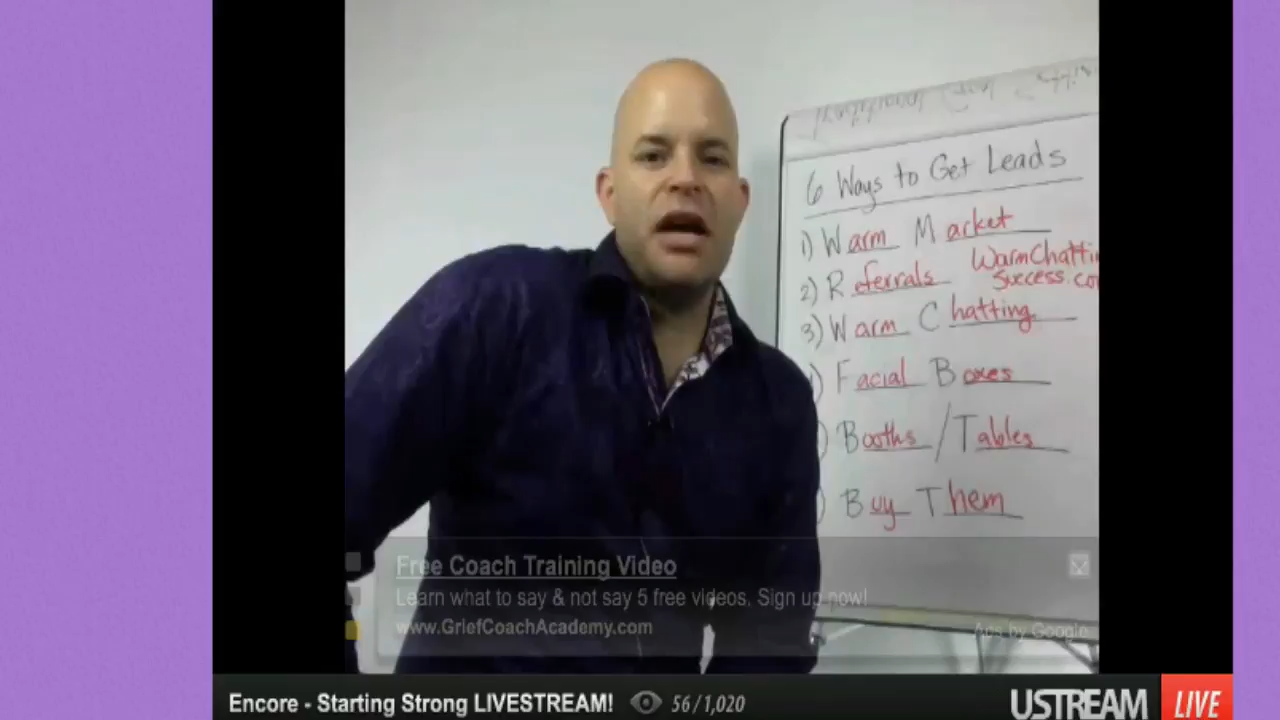 6 Ways to Get Leads
1) Warm Market
WarmChatti
2) Referrals
Success.co
3) Warm Chatting
) Facial Boxes
) Booths / Tables
) Buy Them
Free Coach Training Video
Learn what to say & not say 5 free videos. Sign up now!
www.GriefCoachAcademy.com
Ads by Google
Encore - Starting Strong LIVESTREAM! 56/1,020 USTREAM LIVE